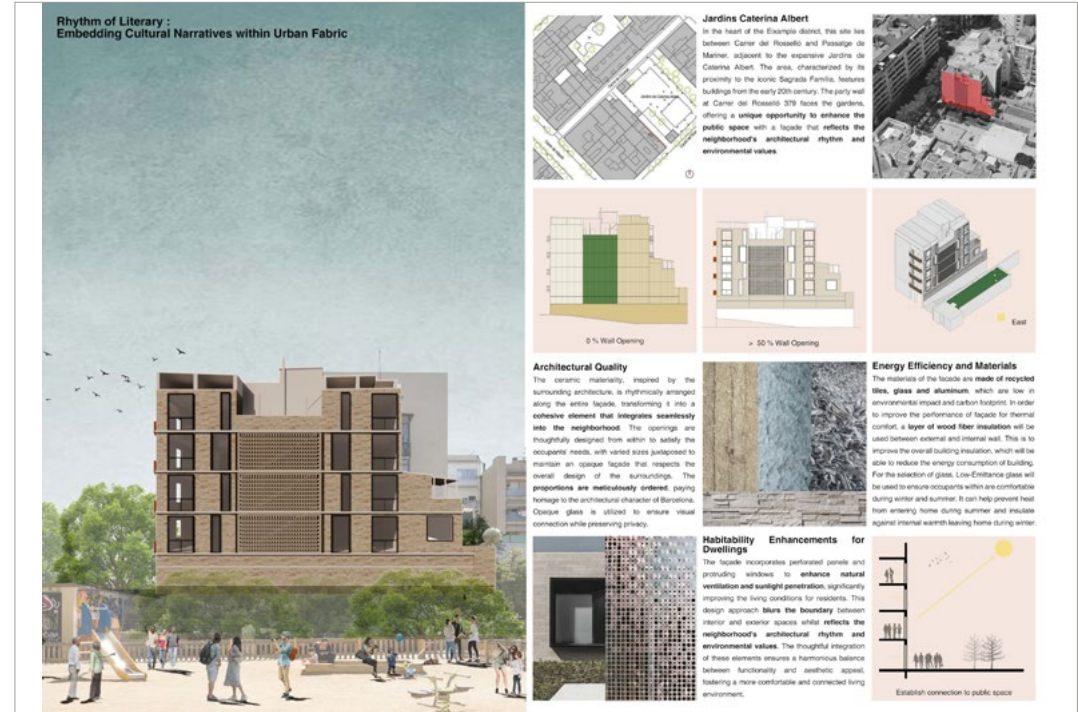 Rhythm of Literary :
Embedding Cultural Narratives within Urban Fabric
Jardins Caterina Albert
In the heart of the Eixample district, this site lies
between Carrer del Rosselló and Passatge de
Mariner, adjacent to the expansive Jardins de
Caterina Albert. The area, characterized by its
proximity to the iconic Sagrada Família, features
buildings from the early 20th century. The party wall
at Carrer del Rosselló 379 faces the gardens,
offering a unique opportunity to enhance the
public space with a façade that reflects the
neighborhood's architectural rhythm and
environmental values.
0 % Wall Opening
> 50 % Wall Opening
East
Architectural Quality
The ceramic materiality, inspired by the
surrounding architecture, is rhythmically arranged
along the entire façade, transforming it into a
cohesive element that integrates seamlessly
into the neighborhood. The openings are
thoughtfully designed from within to satisfy the
occupants' needs, with varied sizes juxtaposed to
maintain an opaque façade that respects the
overall design of the surroundings. The
proportions are meticulously ordered, paying
homage to the architectural character of Barcelona.
Opaque glass is utilized to ensure visual
connection while preserving privacy.
Energy Efficiency and Materials
The materials of the facade are made of recycled
tiles, glass and aluminum, which are low in
environmental impact and carbon footprint. In order
to improve the performance of façade for thermal
comfort, a layer of wood fiber insulation will be
used between external and internal wall. This is to
improve the overall building insulation, which will be
able to reduce the energy consumption of building.
For the selection of glass, Low-Emittance glass will
be used to ensure occupants within are comfortable
during winter and summer. It can help prevent heat
from entering home during summer and insulate
against internal warmth leaving home during winter
Habitability Enhancements for
Dwellings
The façade incorporates perforated panels and
protruding windows to enhance natural
ventilation and sunlight penetration, significantly
improving the living conditions for residents. This
design approach blurs the boundary between
interior and exterior spaces whilst reflects the
neighborhood's architectural rhythm and
environmental values. The thoughtful integration
of these elements ensures a harmonious balance
between functionality and aesthetic appeal,
fostering a more comfortable and connected living
environment.
Establish connection to public space